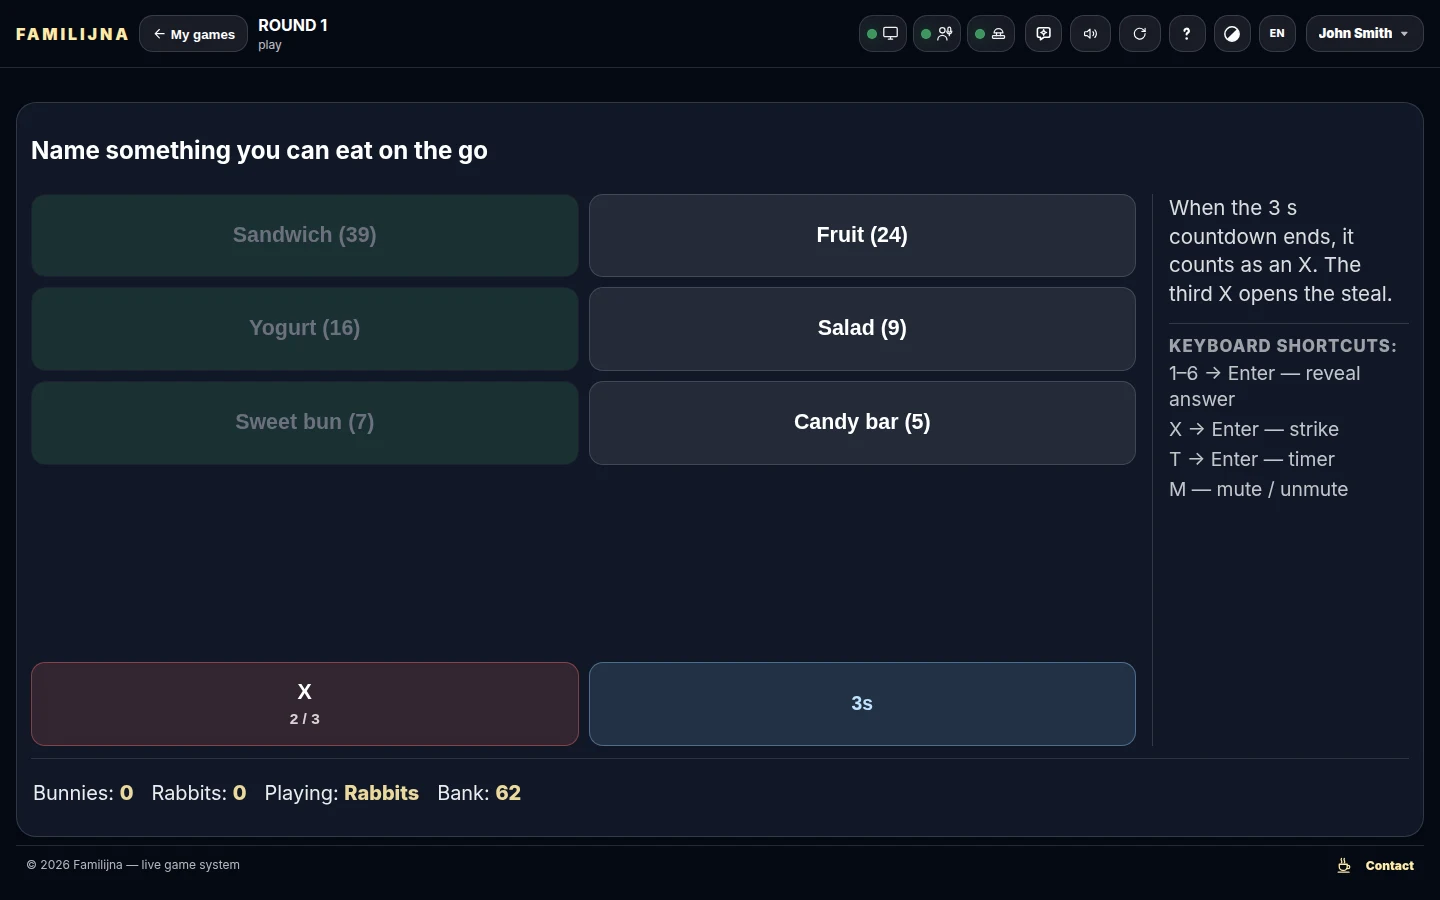 FAMILIJNA
← My games
ROUND 1
play
?
EN
John Smith
Name something you can eat on the go
Sandwich (39)
Fruit (24)
Yogurt (16)
Salad (9)
Sweet bun (7)
Candy bar (5)
X
2 / 3
3s
When the 3 s
countdown ends, it
counts as an X. The
third X opens the steal.
KEYBOARD SHORTCUTS:
1–6 → Enter — reveal
answer
X → Enter — strike
T → Enter — timer
M — mute / unmute
Bunnies: 0 Rabbits: 0 Playing: Rabbits Bank: 62
© 2026 Familijna — live game system
Contact